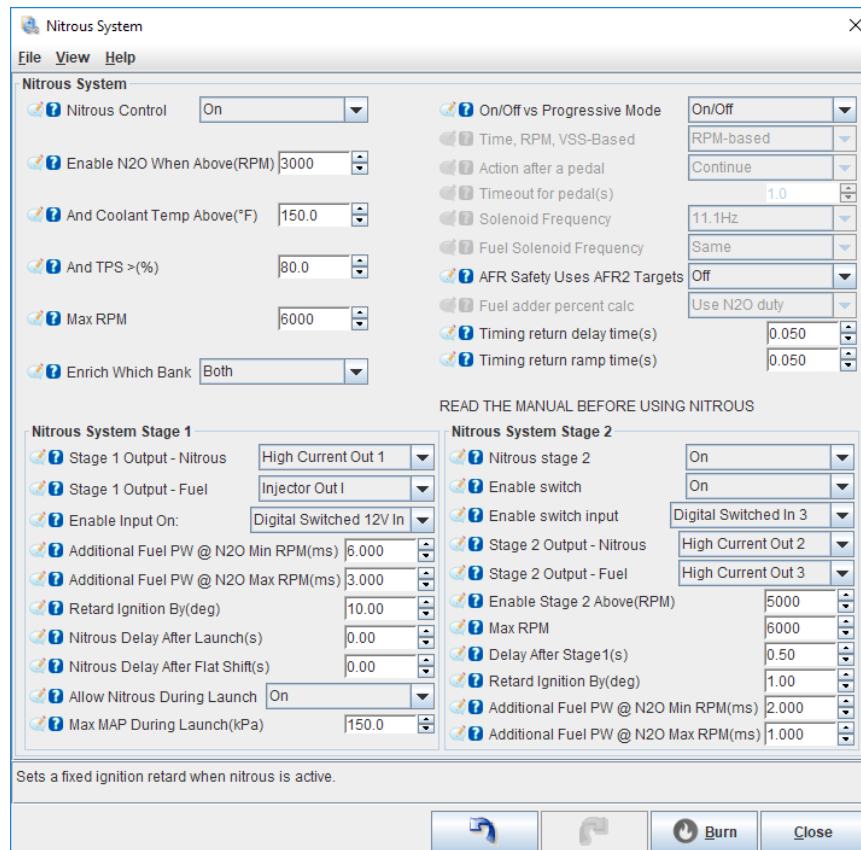 Nitrous System
File View Help
Nitrous System
Nitrous Control On
Enable N2O When Above(RPM) 3000
And Coolant Temp Above(°F) 150.0
And TPS >(%) 80.0
Max RPM 6000
Enrich Which Bank Both
On/Off vs Progressive Mode On/Off
Time, RPM, VSS-Based RPM-based
Action after a pedal Continue
Timeout for pedal(s) 1.0
Solenoid Frequency 11.1Hz
Fuel Solenoid Frequency Same
AFR Safety Uses AFR2 Targets Off
Fuel adder percent calc Use N2O duty
Timing return delay time(s) 0.050
Timing return ramp time(s) 0.050
READ THE MANUAL BEFORE USING NITROUS
Nitrous System Stage 1
Stage 1 Output - Nitrous High Current Out 1
Stage 1 Output - Fuel Injector Out I
Enable Input On: Digital Switched 12V In
Additional Fuel PW @ N2O Min RPM(ms) 6.000
Additional Fuel PW @ N2O Max RPM(ms) 3.000
Retard Ignition By(deg) 10.00
Nitrous Delay After Launch(s) 0.00
Nitrous Delay After Flat Shift(s) 0.00
Allow Nitrous During Launch On
Max MAP During Launch(kPa) 150.0
Nitrous System Stage 2
Nitrous stage 2 On
Enable switch On
Enable switch input Digital Switched In 3
Stage 2 Output - Nitrous High Current Out 2
Stage 2 Output - Fuel High Current Out 3
Enable Stage 2 Above(RPM) 5000
Max RPM 6000
Delay After Stage1(s) 0.50
Retard Ignition By(deg) 1.00
Additional Fuel PW @ N2O Min RPM(ms) 2.000
Additional Fuel PW @ N2O Max RPM(ms) 1.000
Sets a fixed ignition retard when nitrous is active.
Burn Close